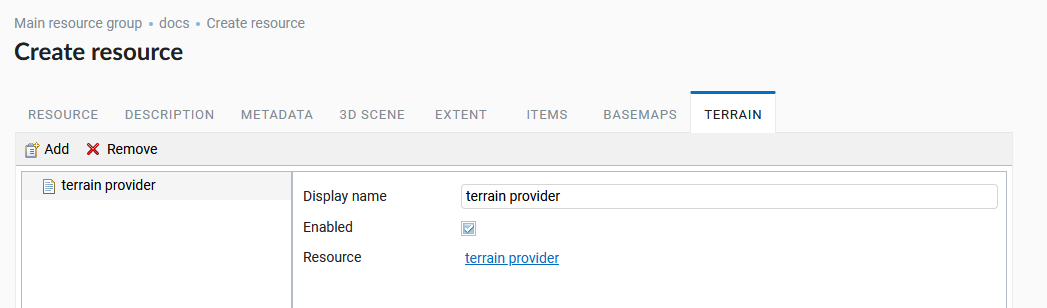 Main resource group • docs • Create resource
Create resource
RESOURCE DESCRIPTION METADATA 3D SCENE EXTENT ITEMS BASEMAPS TERRAIN
Add Remove
terrain provider
Display name terrain provider
Enabled
Resource terrain provider